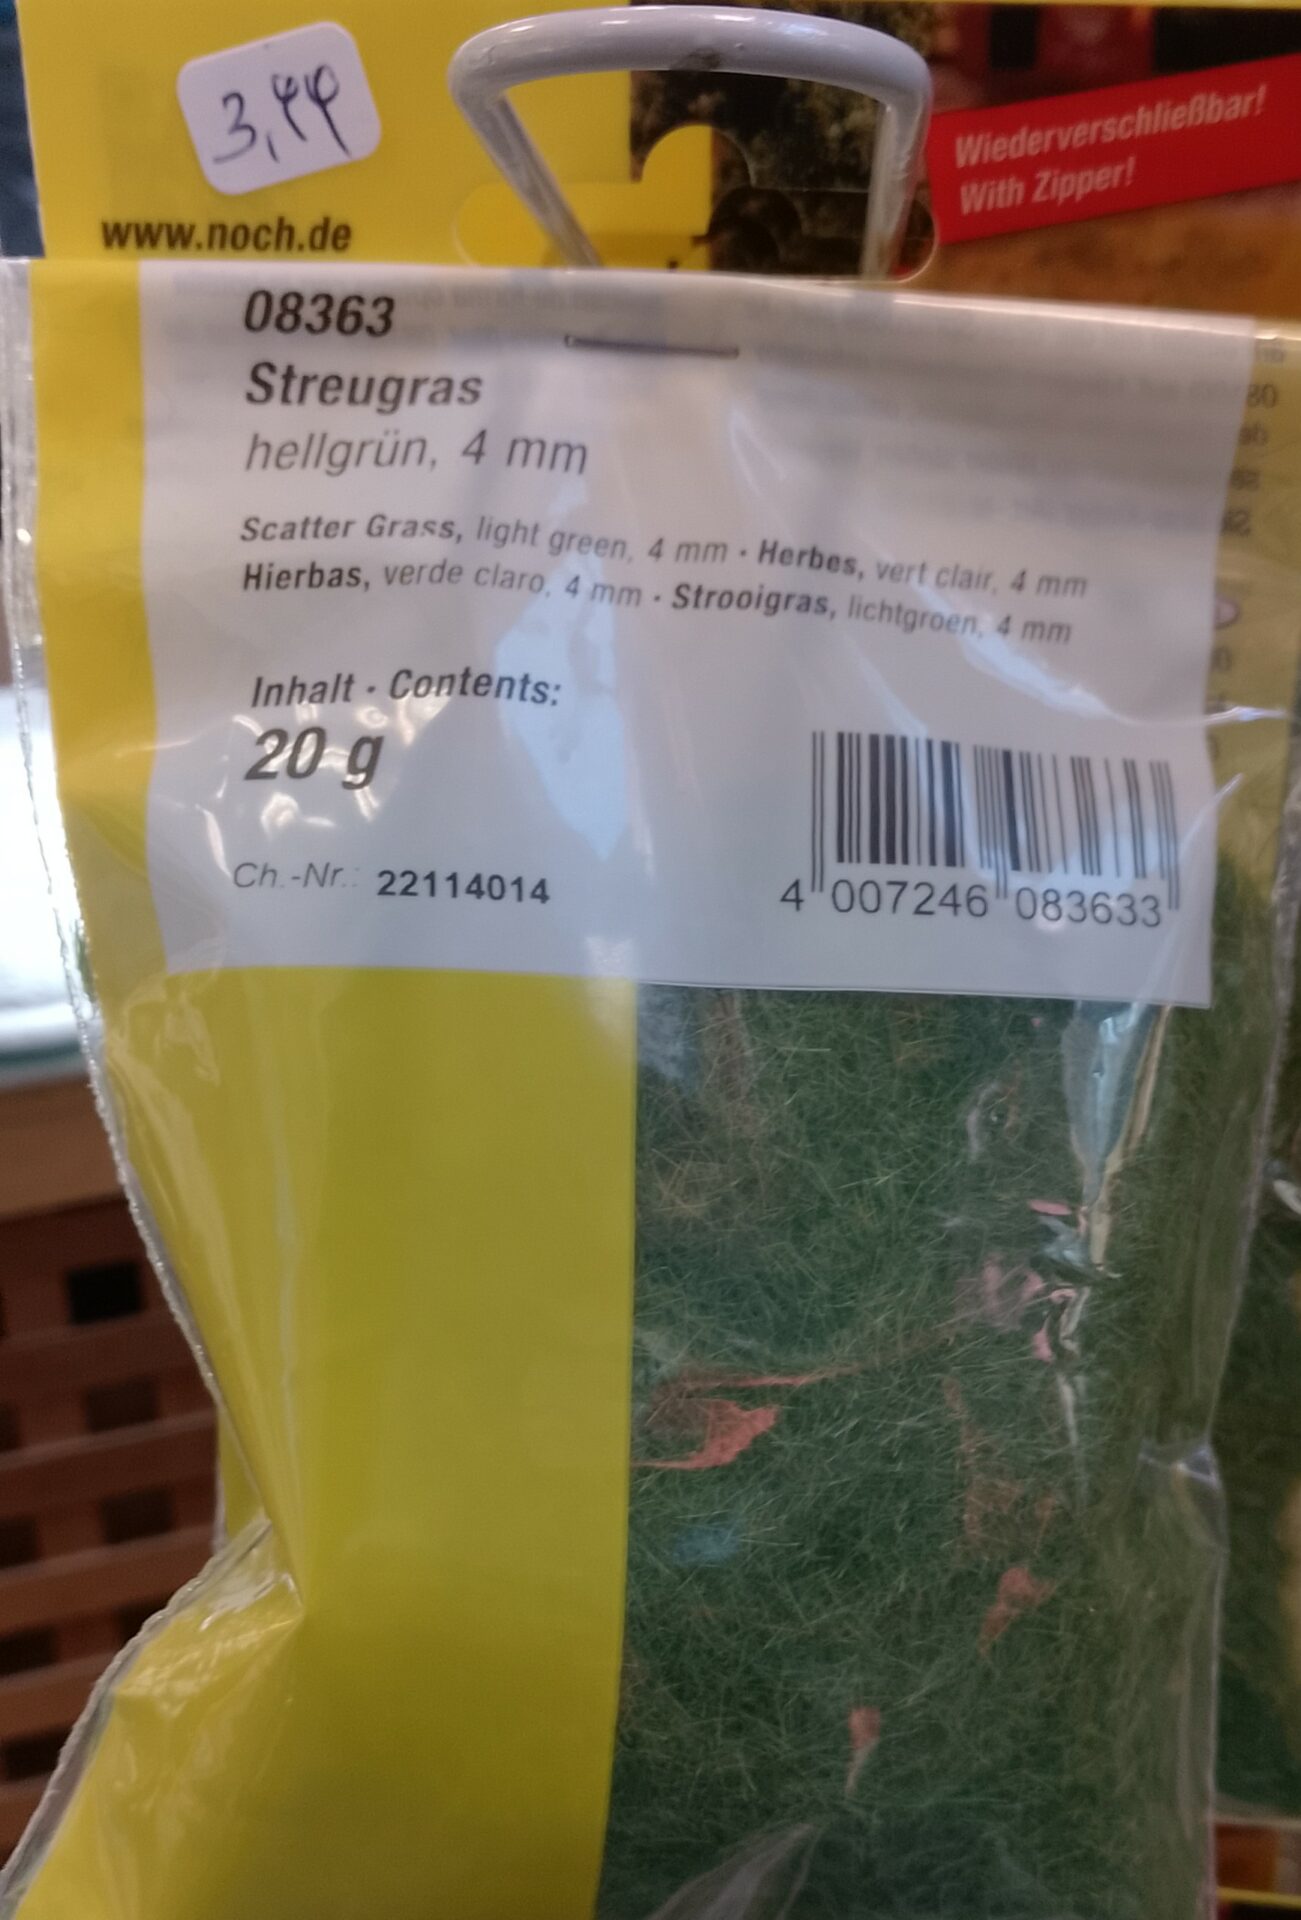 3,99
Wiederverschließbar!
With Zipper!
www.noch.de
08363
Streugras
hellgrün, 4 mm
Scatter Grass, light green, 4 mm · Herbes, vert clair, 4 mm
Hierbas, verde claro, 4 mm · Strooigras, lichtgroen, 4 mm
Inhalt · Contents:
20 g
Ch.-Nr.: 22114014
4 007246 083633